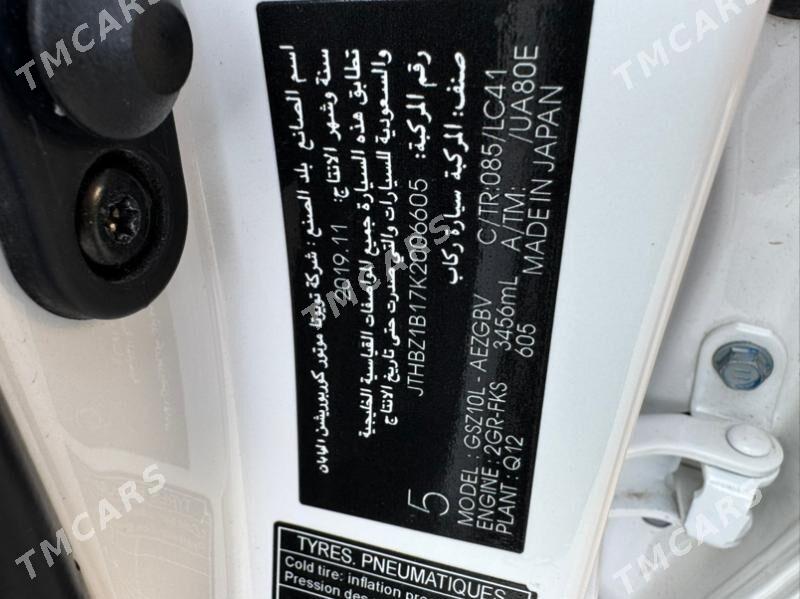 اسم الصانع بلد الصنع : شركة تويوتا موتور كوربوريشن اليابان
سنة وشهر الانتاج: 2019.11
تطابق هذه السيارة جميع المواصفات القياسية الخليجية
والسعودية للسيارات والتي صدرت حتى تاريخ الانتاج
رقم المركبة: JTHBZ1B17K2006605
صنف: المركبة سيارة ركاب
5
MODEL : GSZ10L - AEZGBV C/TR:085/LC41
ENGINE : 2GR-FKS 3456mL A/TM: /UA80E
PLANT : Q12 605 MADE IN JAPAN
TYRES. PNEUMATIQUES
Cold tire: inflation
Pression des
TMCARS
TMCARS
TMCARS
TMCARS
TMCARS
TMCARS
TMCARS